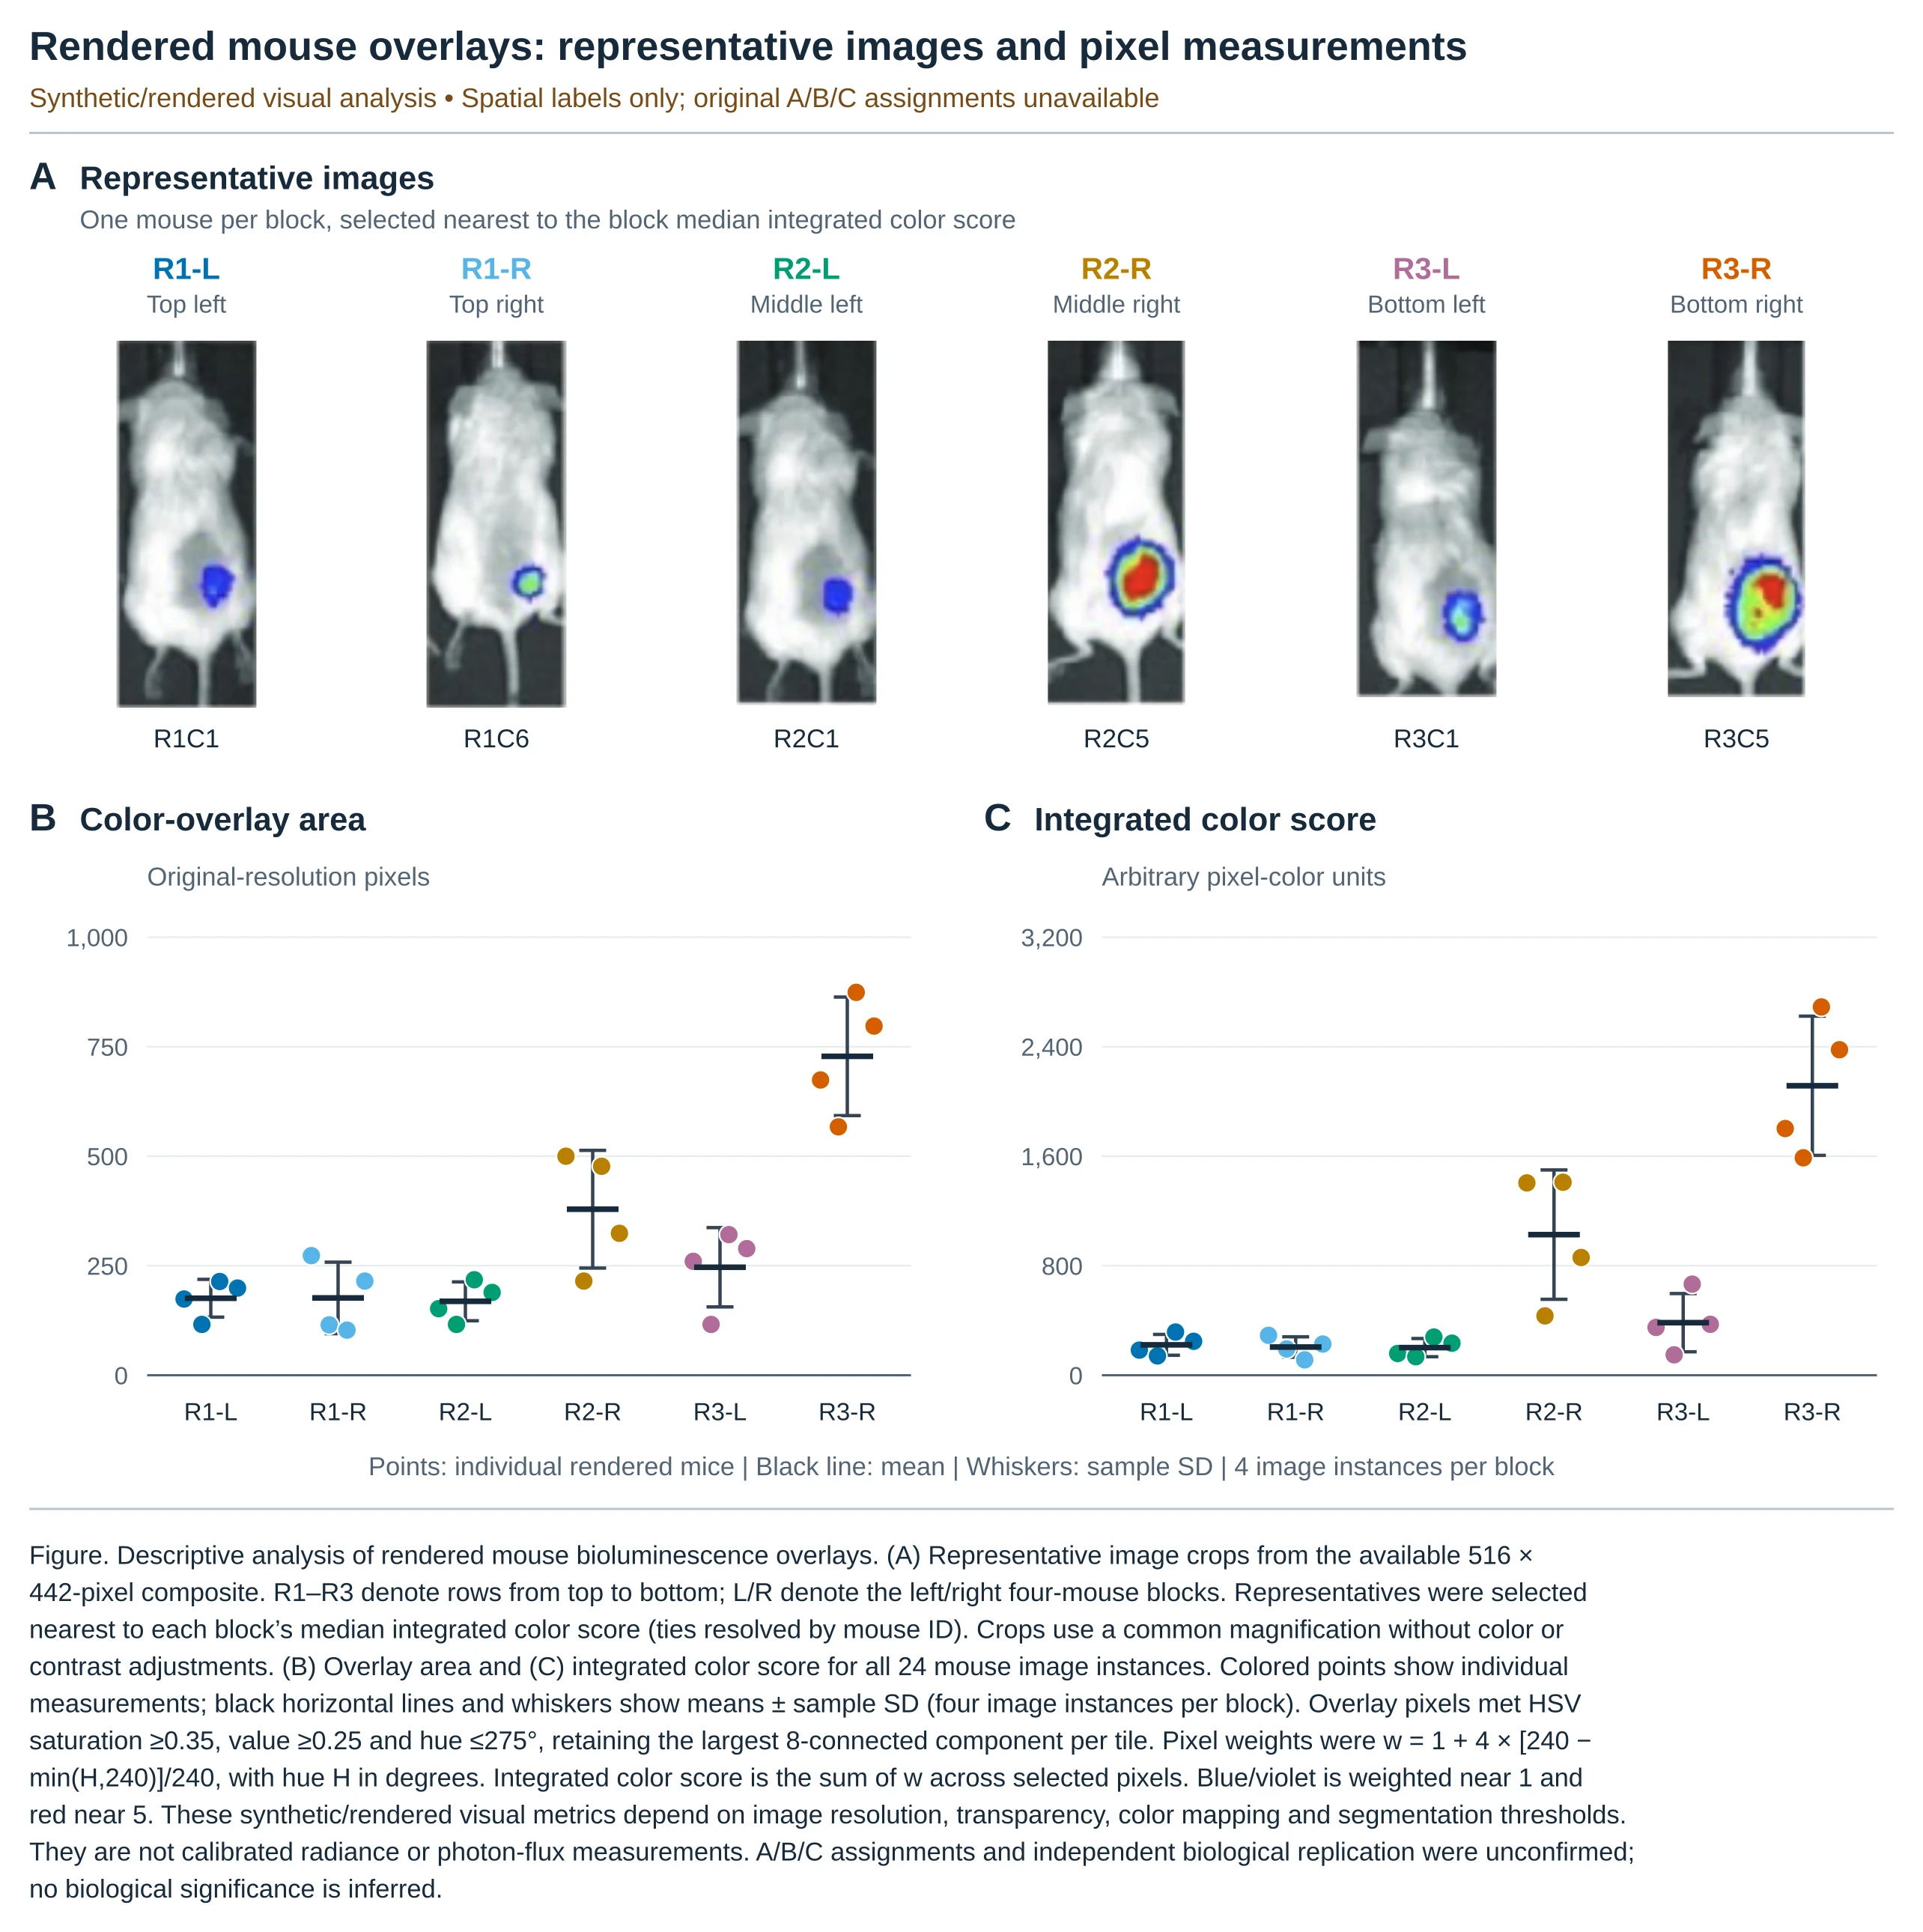 Rendered mouse overlays: representative images and pixel measurements
Synthetic/rendered visual analysis • Spatial labels only; original A/B/C assignments unavailable
A Representative images
One mouse per block, selected nearest to the block median integrated color score
R1-L R1-R R2-L R2-R R3-L R3-R
Top left Top right Middle left Middle right Bottom left Bottom right
R1C1 R1C6 R2C1 R2C5 R3C1 R3C5
B Color-overlay area
Original-resolution pixels
1,000
750
500
250
0
R1-L R1-R R2-L R2-R R3-L R3-R
C Integrated color score
Arbitrary pixel-color units
3,200
2,400
1,600
800
0
R1-L R1-R R2-L R2-R R3-L R3-R
Points: individual rendered mice | Black line: mean | Whiskers: sample SD | 4 image instances per block
Figure. Descriptive analysis of rendered mouse bioluminescence overlays. (A) Representative image crops from the available 516 ×
442-pixel composite. R1–R3 denote rows from top to bottom; L/R denote the left/right four-mouse blocks. Representatives were selected
nearest to each block’s median integrated color score (ties resolved by mouse ID). Crops use a common magnification without color or
contrast adjustments. (B) Overlay area and (C) integrated color score for all 24 mouse image instances. Colored points show individual
measurements; black horizontal lines and whiskers show means ± sample SD (four image instances per block). Overlay pixels met HSV
saturation ≥0.35, value ≥0.25 and hue ≤275°, retaining the largest 8-connected component per tile. Pixel weights were w = 1 + 4 × [240 −
min(H,240)]/240, with hue H in degrees. Integrated color score is the sum of w across selected pixels. Blue/violet is weighted near 1 and
red near 5. These synthetic/rendered visual metrics depend on image resolution, transparency, color mapping and segmentation thresholds.
They are not calibrated radiance or photon-flux measurements. A/B/C assignments and independent biological replication were unconfirmed;
no biological significance is inferred.